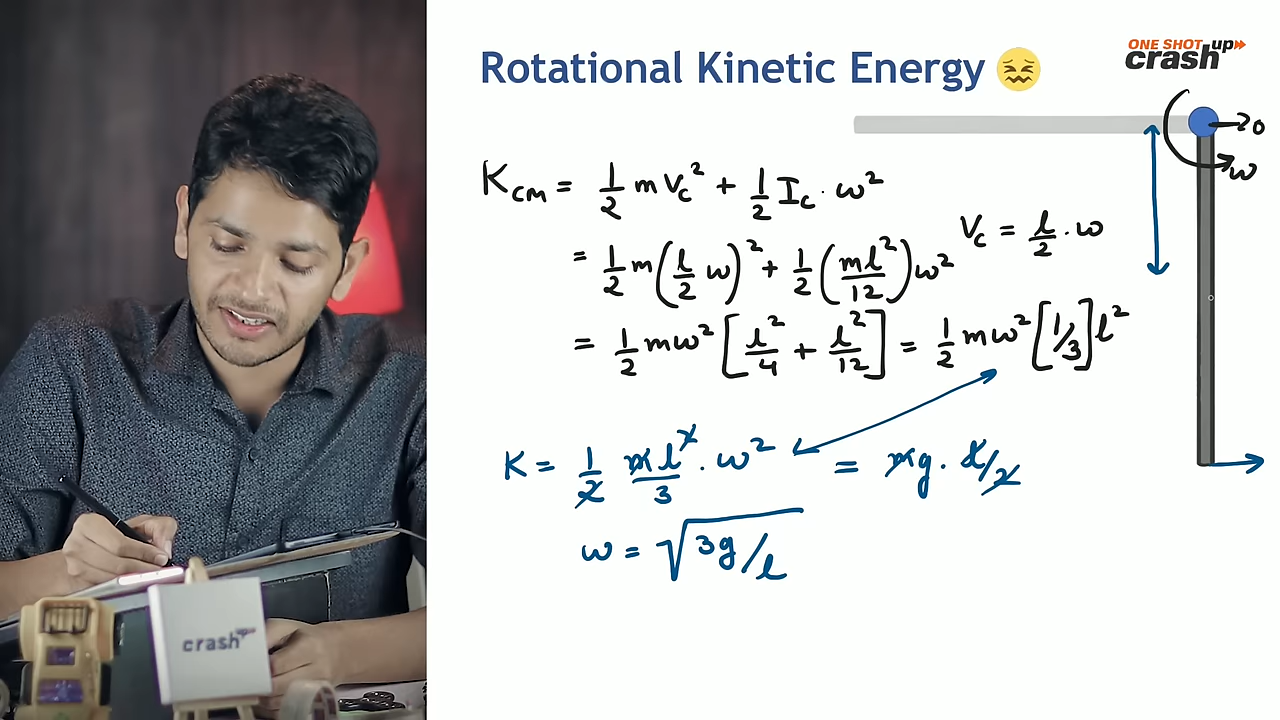 Rotational Kinetic Energy 😖
ONE SHOT
crash up
→ o
ω
K_CM = 1/2 m V_c² + 1/2 I_c · ω²
V_c = l/2 · ω
= 1/2 m (l/2 ω)² + 1/2 (ml²/12) ω²
= 1/2 mω² [l²/4 + l²/12] = 1/2 mω² [1/3] l²
K = 1/2 ml²/3 · ω² = mg · l/2
ω = √3g/l
crash up